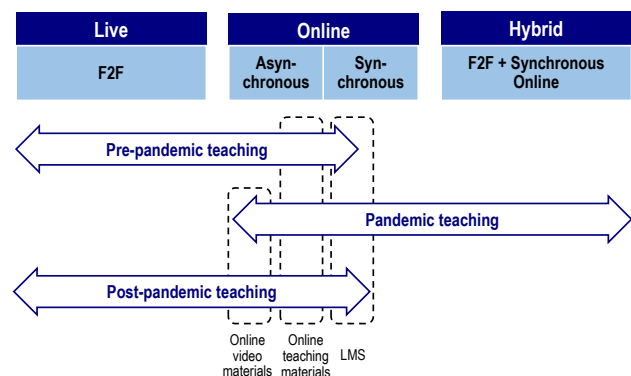 Live
Online
Hybrid
F2F
Asyn-
chronous
Syn-
chronous
F2F + Synchronous
Online
Pre-pandemic teaching
Pandemic teaching
Post-pandemic teaching
Online
video
materials
Online
teaching
materials
LMS